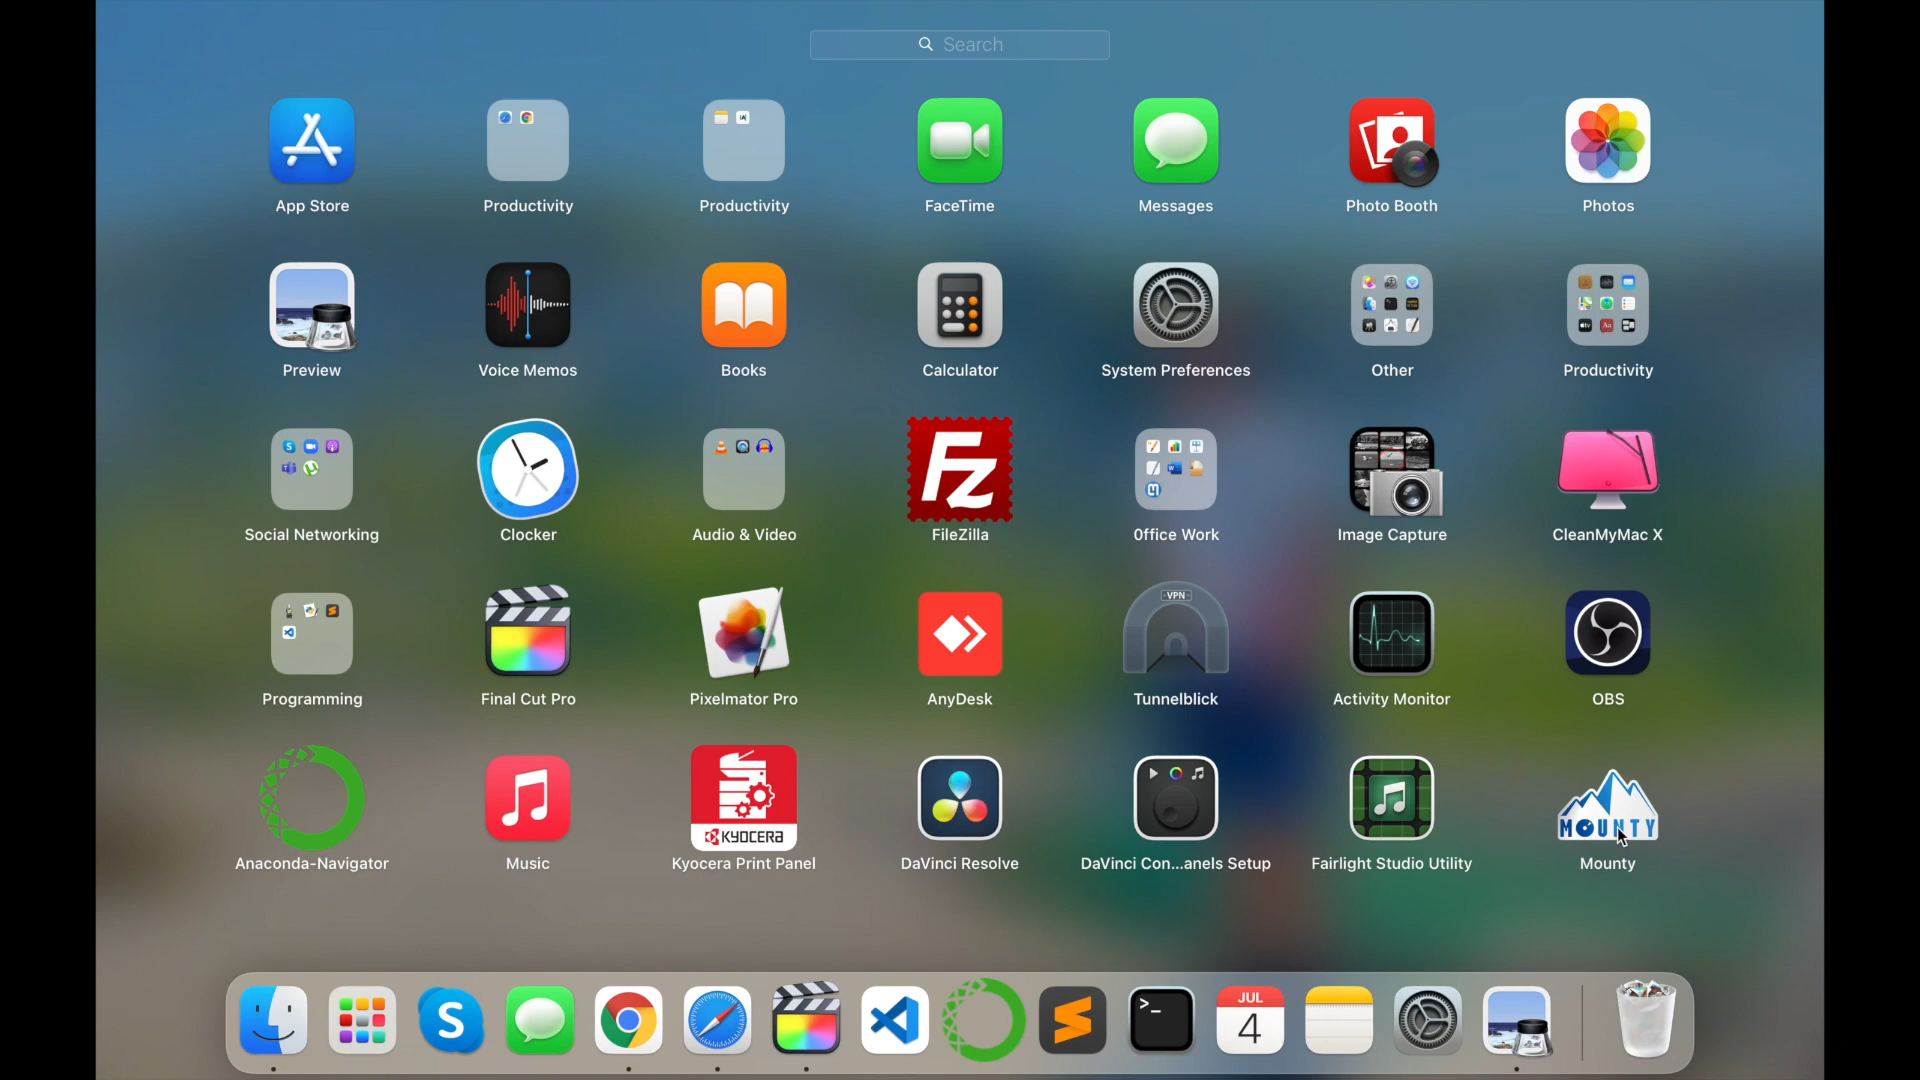 Search
App Store
Productivity
Productivity
FaceTime
Messages
Photo Booth
Photos
Preview
Voice Memos
Books
Calculator
System Preferences
Other
Productivity
Social Networking
Clocker
Audio & Video
FileZilla
0ffice Work
Image Capture
CleanMyMac X
VPN
Programming
Final Cut Pro
Pixelmator Pro
AnyDesk
Tunnelblick
Activity Monitor
OBS
KYOCERA
MOUNTY
Anaconda-Navigator
Music
Kyocera Print Panel
DaVinci Resolve
DaVinci Con...anels Setup
Fairlight Studio Utility
Mounty
JUL
4